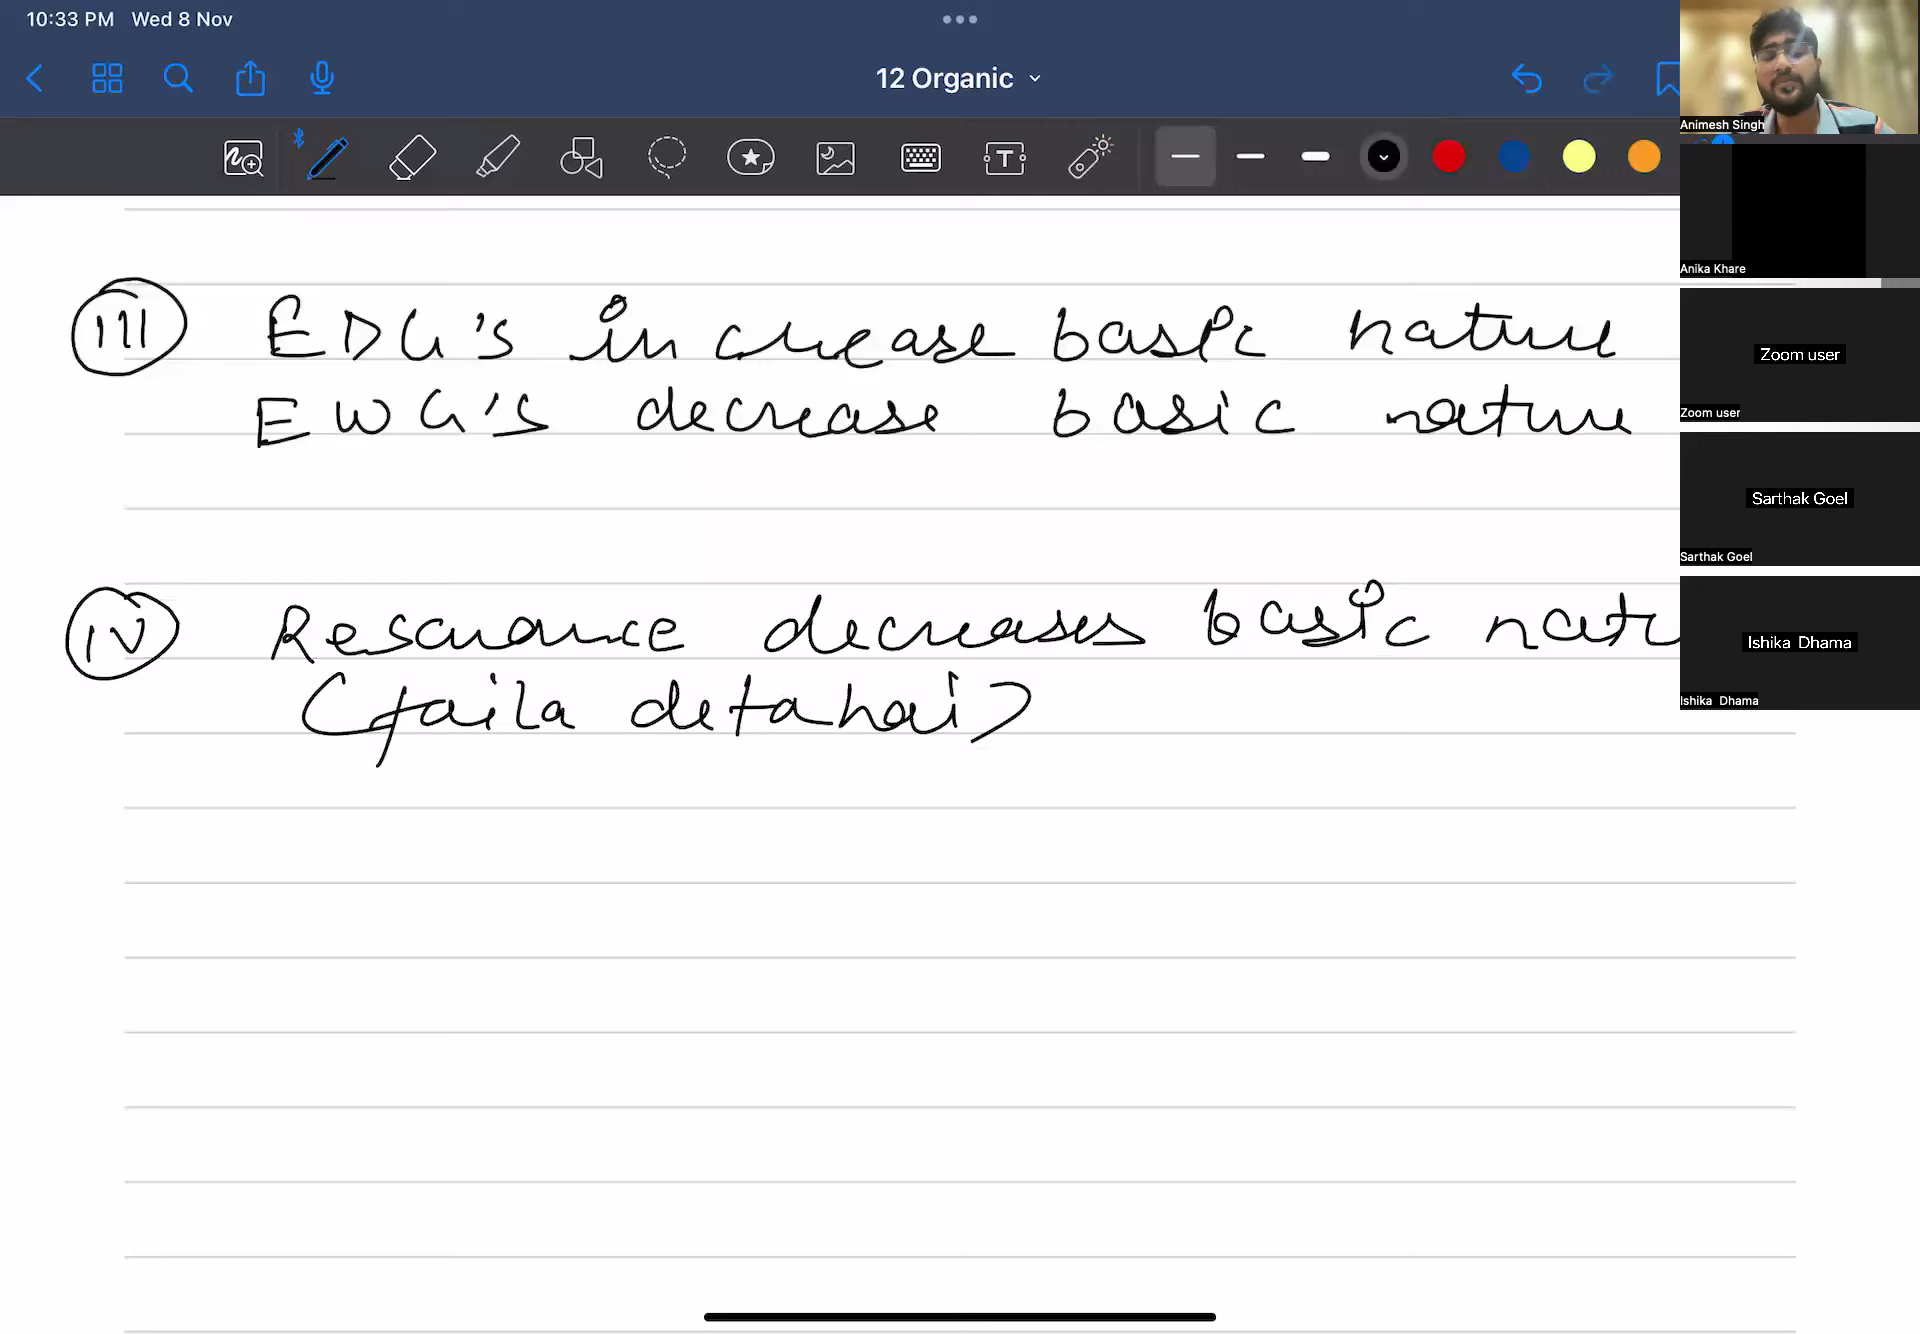 10:33 PM Wed 8 Nov
12 Organic
Animesh Singh
Anika Khare
Zoom user
Zoom user
Sarthak Goel
Sarthak Goel
Ishika Dhama
Ishika Dhama
(iii) EDG's increase basic nature
EWG's decrease basic nature
(iv) Resonance decreases basic natu
(faila deta hai)